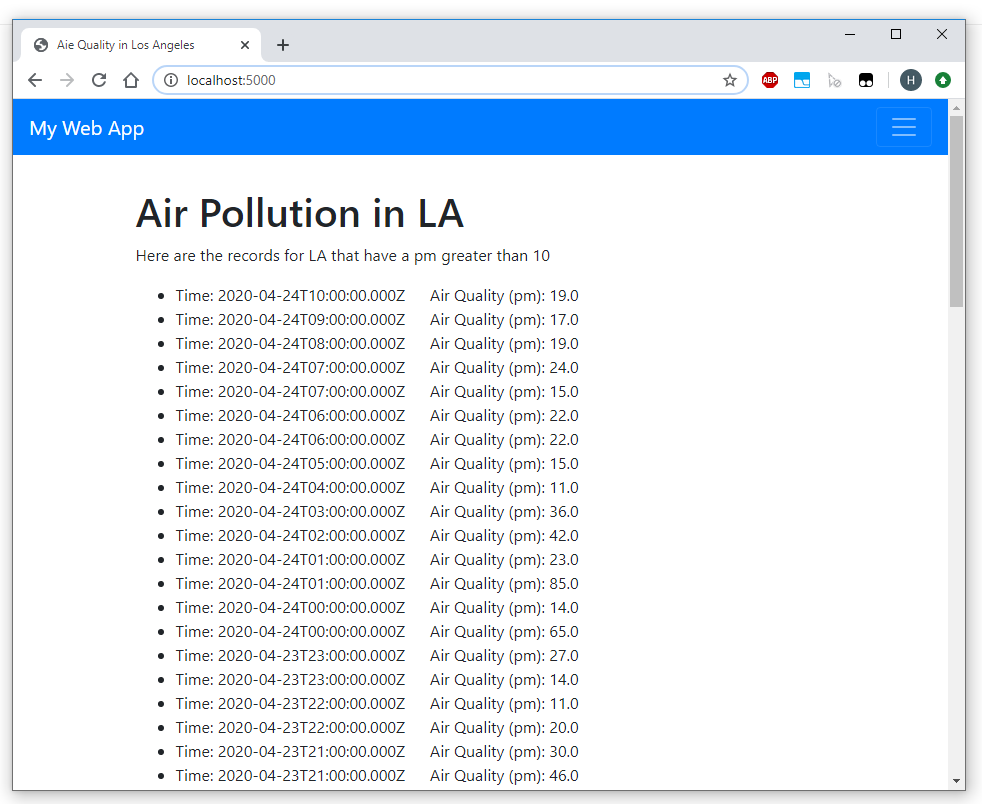 Aie Quality in Los Angeles
localhost:5000
ABP
H
My Web App
Air Pollution in LA
Here are the records for LA that have a pm greater than 10
Time: 2020-04-24T10:00:00.000Z Air Quality (pm): 19.0
Time: 2020-04-24T09:00:00.000Z Air Quality (pm): 17.0
Time: 2020-04-24T08:00:00.000Z Air Quality (pm): 19.0
Time: 2020-04-24T07:00:00.000Z Air Quality (pm): 24.0
Time: 2020-04-24T07:00:00.000Z Air Quality (pm): 15.0
Time: 2020-04-24T06:00:00.000Z Air Quality (pm): 22.0
Time: 2020-04-24T06:00:00.000Z Air Quality (pm): 22.0
Time: 2020-04-24T05:00:00.000Z Air Quality (pm): 15.0
Time: 2020-04-24T04:00:00.000Z Air Quality (pm): 11.0
Time: 2020-04-24T03:00:00.000Z Air Quality (pm): 36.0
Time: 2020-04-24T02:00:00.000Z Air Quality (pm): 42.0
Time: 2020-04-24T01:00:00.000Z Air Quality (pm): 23.0
Time: 2020-04-24T01:00:00.000Z Air Quality (pm): 85.0
Time: 2020-04-24T00:00:00.000Z Air Quality (pm): 14.0
Time: 2020-04-24T00:00:00.000Z Air Quality (pm): 65.0
Time: 2020-04-23T23:00:00.000Z Air Quality (pm): 27.0
Time: 2020-04-23T23:00:00.000Z Air Quality (pm): 14.0
Time: 2020-04-23T22:00:00.000Z Air Quality (pm): 11.0
Time: 2020-04-23T22:00:00.000Z Air Quality (pm): 20.0
Time: 2020-04-23T21:00:00.000Z Air Quality (pm): 30.0
Time: 2020-04-23T21:00:00.000Z Air Quality (pm): 46.0